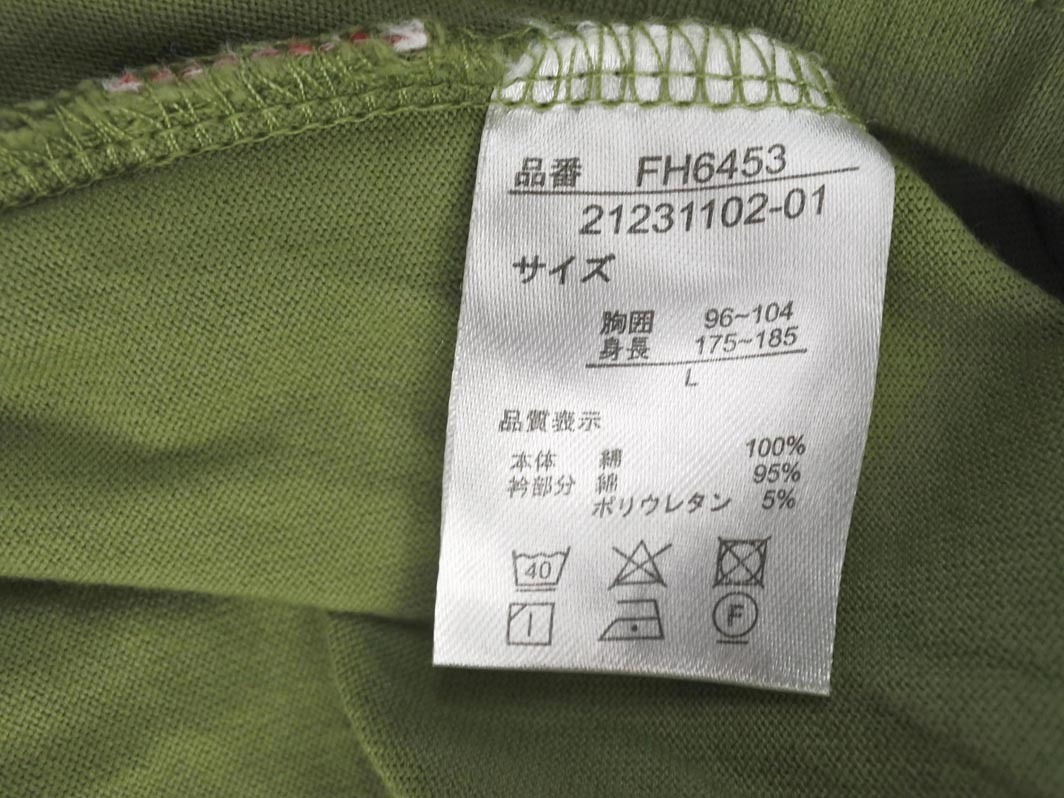 品番 FH6453
21231102-01
サイズ
胸囲 96~104
身長 175~185
L
品質表示
本体 綿 100%
衿部分 綿 95%
ポリウレタン 5%
40
F